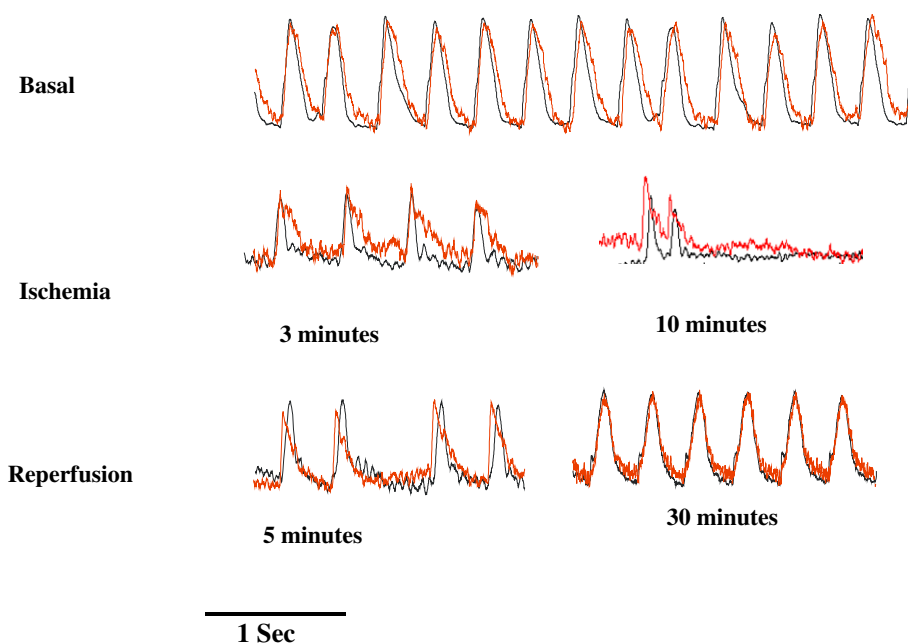 Basal
Ischemia
3 minutes
10 minutes
Reperfusion
5 minutes
30 minutes
1 Sec